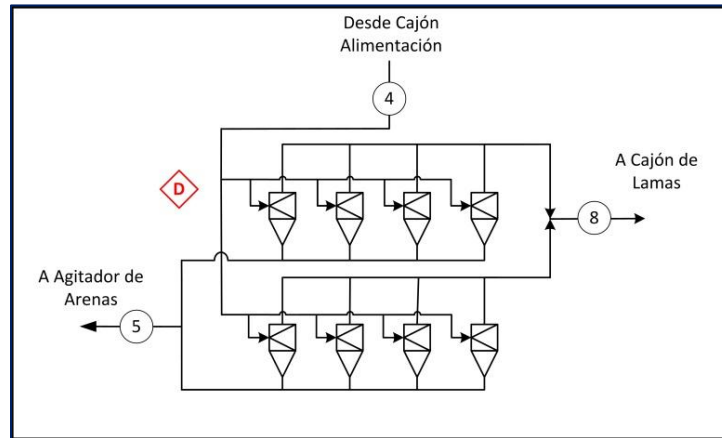 Desde Cajón
Alimentación
4
D
A Cajón de
Lamas
8
A Agitador de
Arenas
5